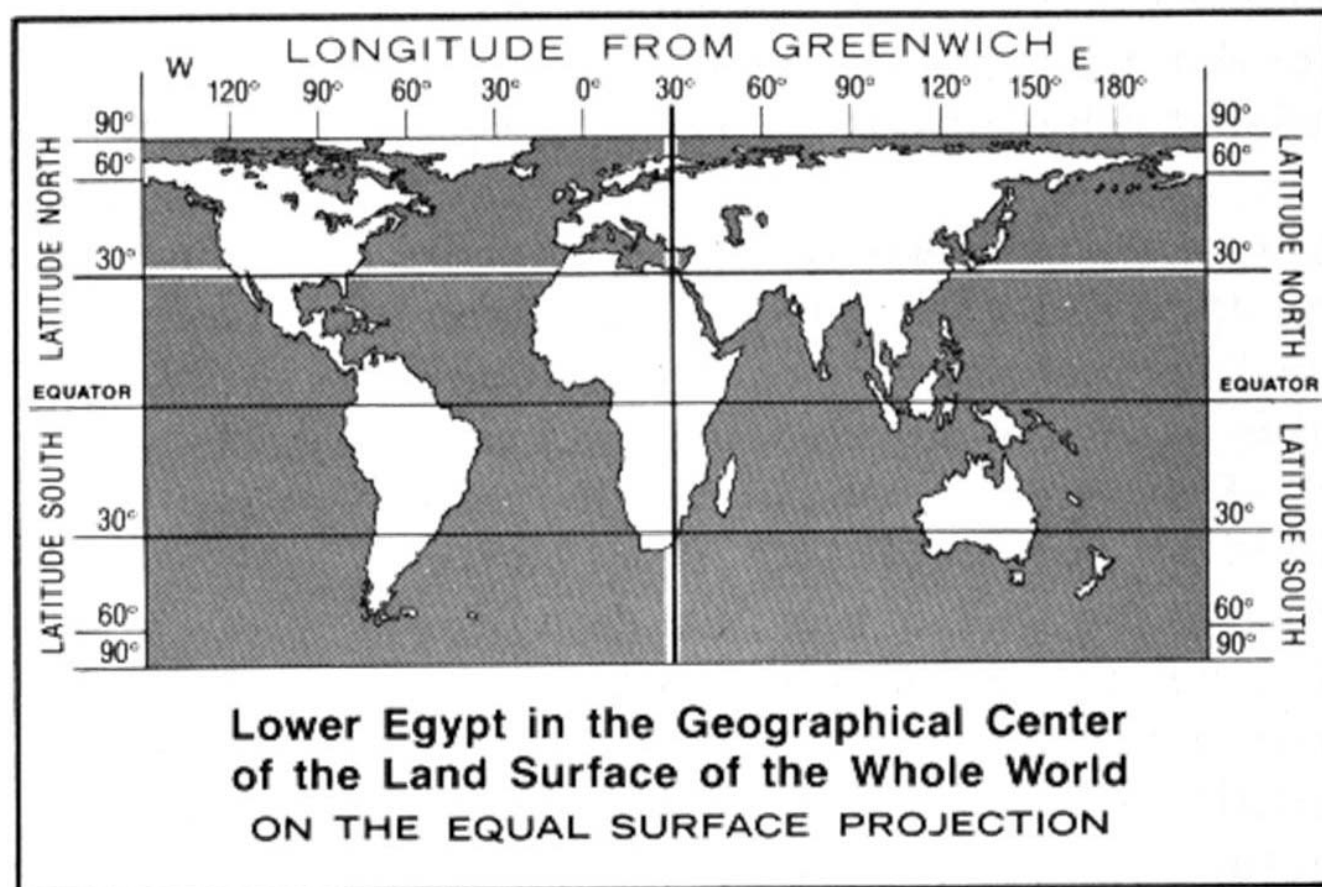 LONGITUDE FROM GREENWICH
W E
120° 90° 60° 30° 0° 30° 60° 90° 120° 150° 180°
90° 90°
60° 60°
LATITUDE NORTH LATITUDE NORTH
30° 30°
EQUATOR EQUATOR
LATITUDE SOUTH LATITUDE SOUTH
30° 30°
60° 60°
90° 90°
Lower Egypt in the Geographical Center
of the Land Surface of the Whole World
ON THE EQUAL SURFACE PROJECTION